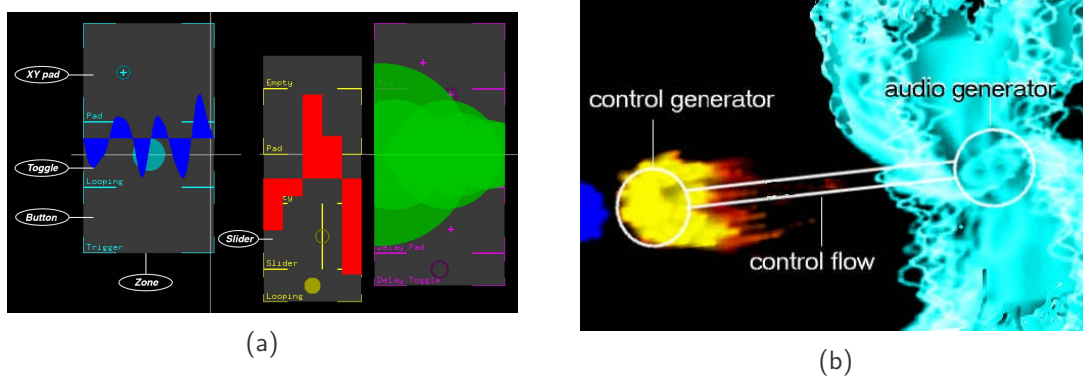 XY pad
Pad
Toggle
Looping
Button
Trigger
Zone
Empty
Pad
Slider
Slider
Looping
Delay Pad
Delay Toggle
(a)
control generator
audio generator
control flow
(b)